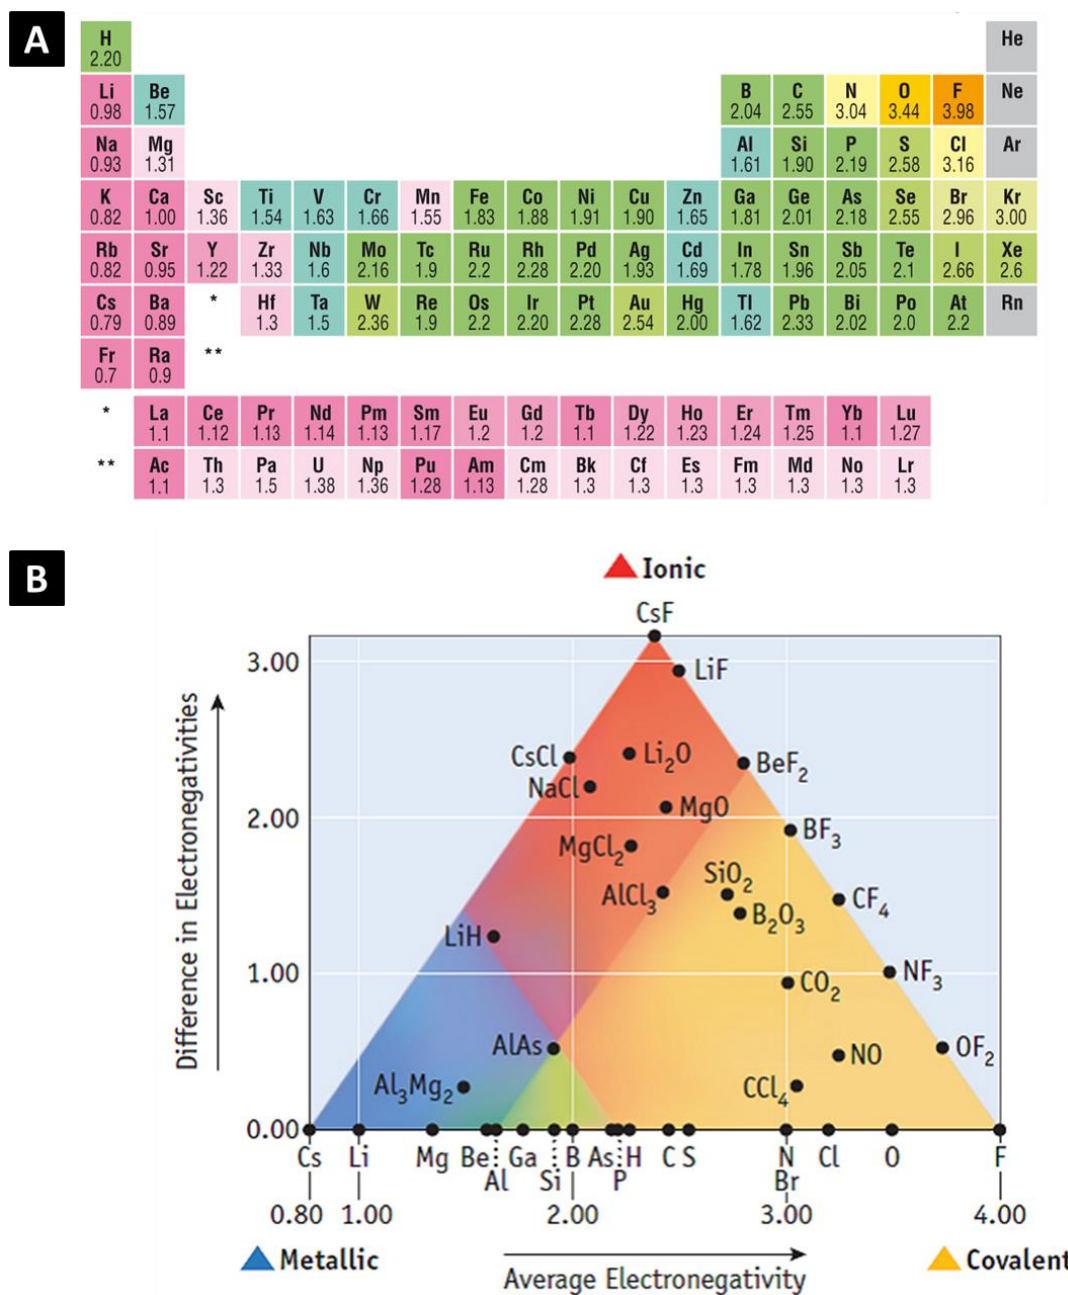 A
H He
2.20
Li Be B C N O F Ne
0.98 1.57 2.04 2.55 3.04 3.44 3.98
Na Mg Al Si P S Cl Ar
0.93 1.31 1.61 1.90 2.19 2.58 3.16
K Ca Sc Ti V Cr Mn Fe Co Ni Cu Zn Ga Ge As Se Br Kr
0.82 1.00 1.36 1.54 1.63 1.66 1.55 1.83 1.88 1.91 1.90 1.65 1.81 2.01 2.18 2.55 2.96 3.00
Rb Sr Y Zr Nb Mo Tc Ru Rh Pd Ag Cd In Sn Sb Te I Xe
0.82 0.95 1.22 1.33 1.6 2.16 1.9 2.2 2.28 2.20 1.93 1.69 1.78 1.96 2.05 2.1 2.66 2.6
Cs Ba * Hf Ta W Re Os Ir Pt Au Hg Tl Pb Bi Po At Rn
0.79 0.89 1.3 1.5 2.36 1.9 2.2 2.20 2.28 2.54 2.00 1.62 2.33 2.02 2.0 2.2
Fr Ra **
0.7 0.9
* La Ce Pr Nd Pm Sm Eu Gd Tb Dy Ho Er Tm Yb Lu
1.1 1.12 1.13 1.14 1.13 1.17 1.2 1.2 1.1 1.22 1.23 1.24 1.25 1.1 1.27
** Ac Th Pa U Np Pu Am Cm Bk Cf Es Fm Md No Lr
1.1 1.3 1.5 1.38 1.36 1.28 1.13 1.28 1.3 1.3 1.3 1.3 1.3 1.3 1.3
B
Ionic
CsF
3.00
LiF
CsCl Li₂O BeF₂
NaCl
MgO
2.00
BF₃
MgCl₂
SiO₂
AlCl₃ CF₄
B₂O₃
LiH
1.00 NF₃
CO₂
AlAs NO OF₂
Al₃Mg₂ CCl₄
0.00
Difference in Electronegativities
Cs Li Mg Be Ga B As H C S N Cl O F
Al Si P Br
0.80 1.00 2.00 3.00 4.00
Metallic Covalent
Average Electronegativity